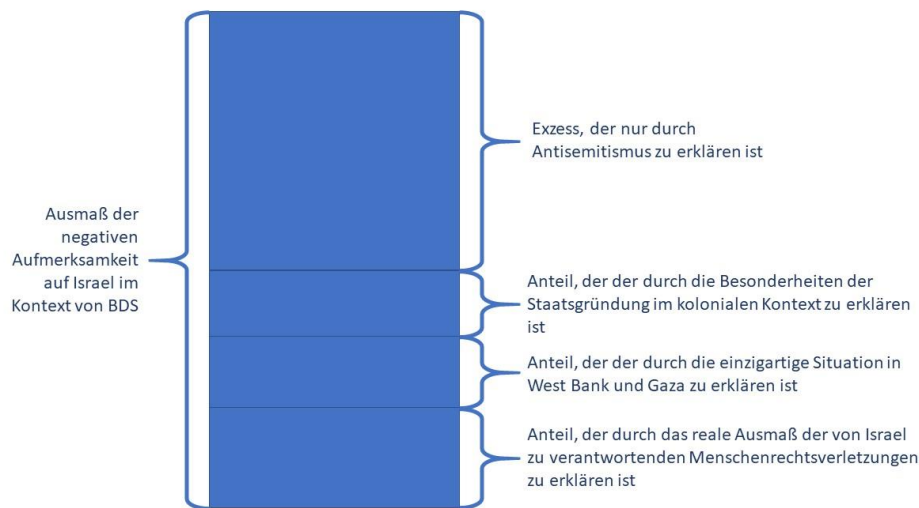 Ausmaß der
negativen
Aufmerksamkeit
auf Israel im
Kontext von BDS
Exzess, der nur durch
Antisemitismus zu erklären ist
Anteil, der der durch die Besonderheiten der
Staatsgründung im kolonialen Kontext zu erklären
ist
Anteil, der der durch die einzigartige Situation in
West Bank und Gaza zu erklären ist
Anteil, der durch das reale Ausmaß der von Israel
zu verantwortenden Menschenrechtsverletzungen
zu erklären ist